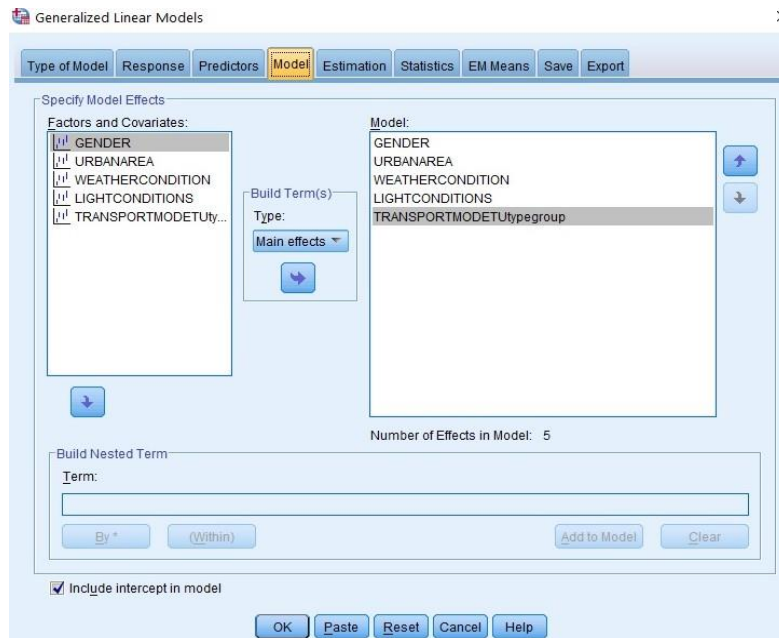 Generalized Linear Models
Type of Model Response Predictors Model Estimation Statistics EM Means Save Export
Specify Model Effects
Factors and Covariates:
GENDER
URBANAREA
WEATHERCONDITION
LIGHTCONDITIONS
TRANSPORTMODETUty...
Build Term(s)
Type:
Main effects
Model:
GENDER
URBANAREA
WEATHERCONDITION
LIGHTCONDITIONS
TRANSPORTMODETUtypegroup
Number of Effects in Model: 5
Build Nested Term
Term:
By *
(Within)
Add to Model
Clear
Include intercept in model
OK Paste Reset Cancel Help